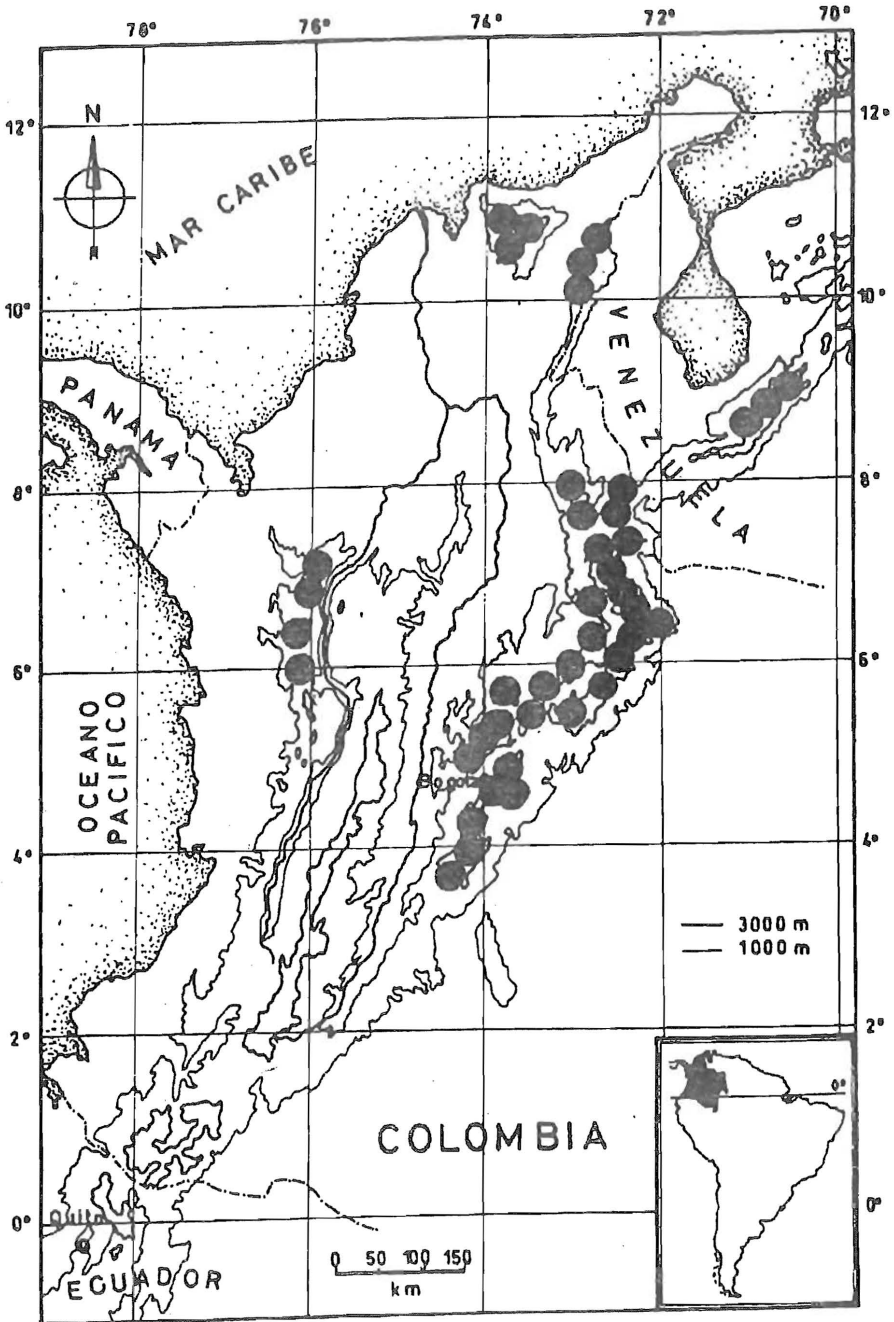 78° 76° 74° 72° 70°
N
12° 12°
MAR CARIBE
10° 10°
VENEZUELA
PANAMA
8° 8°
6° 6°
OCEANO
PACIFICO
Bogotá
4° 4°
3000 m
1000 m
2° 2°
0°
COLOMBIA
0° 0°
Quito
0 50 100 150
km
ECUADOR